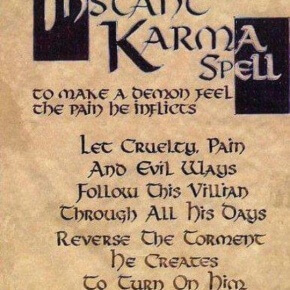 Instant
Karma
Spell
to make a demon feel
the pain he inflicts
Let Cruelty, Pain
And Evil Ways
Follow This Villian
Through All His Days
Reverse The Torment
He Creates
To Turn On Him